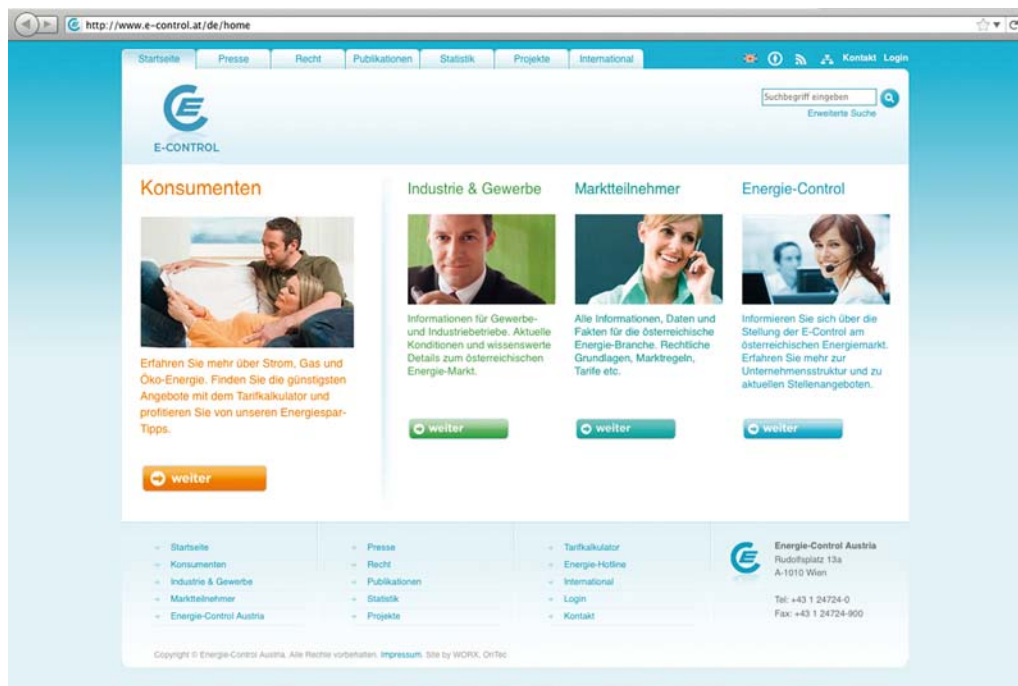 http://www.e-control.at/de/home
Startseite
Presse
Recht
Publikationen
Statistik
Projekte
International
Kontakt
Login
E-CONTROL
Suchbegriff eingeben
Erweiterte Suche
Konsumenten
Erfahren Sie mehr über Strom, Gas und
Öko-Energie. Finden Sie die günstigsten
Angebote mit dem Tarifkalkulator und
profitieren Sie von unseren Energiespar-
Tipps.
weiter
Industrie & Gewerbe
Informationen für Gewerbe-
und Industriebetriebe. Aktuelle
Konditionen und wissenswerte
Details zum österreichischen
Energie-Markt.
weiter
Marktteilnehmer
Alle Informationen, Daten und
Fakten für die österreichische
Energie-Branche. Rechtliche
Grundlagen, Marktregeln,
Tarife etc.
weiter
Energie-Control
Informieren Sie sich über die
Stellung der E-Control am
österreichischen Energiemarkt.
Erfahren Sie mehr zur
Unternehmensstruktur und zu
aktuellen Stellenangeboten.
weiter
Startseite
Konsumenten
Industrie & Gewerbe
Marktteilnehmer
Energie-Control Austria
Presse
Recht
Publikationen
Statistik
Projekte
Tarifkalkulator
Energie-Hotline
International
Login
Kontakt
Energie-Control Austria
Rudolfsplatz 13a
A-1010 Wien
Tel: +43 1 24724-0
Fax: +43 1 24724-900
Copyright © Energie-Control Austria. Alle Rechte vorbehalten. Impressum. Site by WORX, OnTec